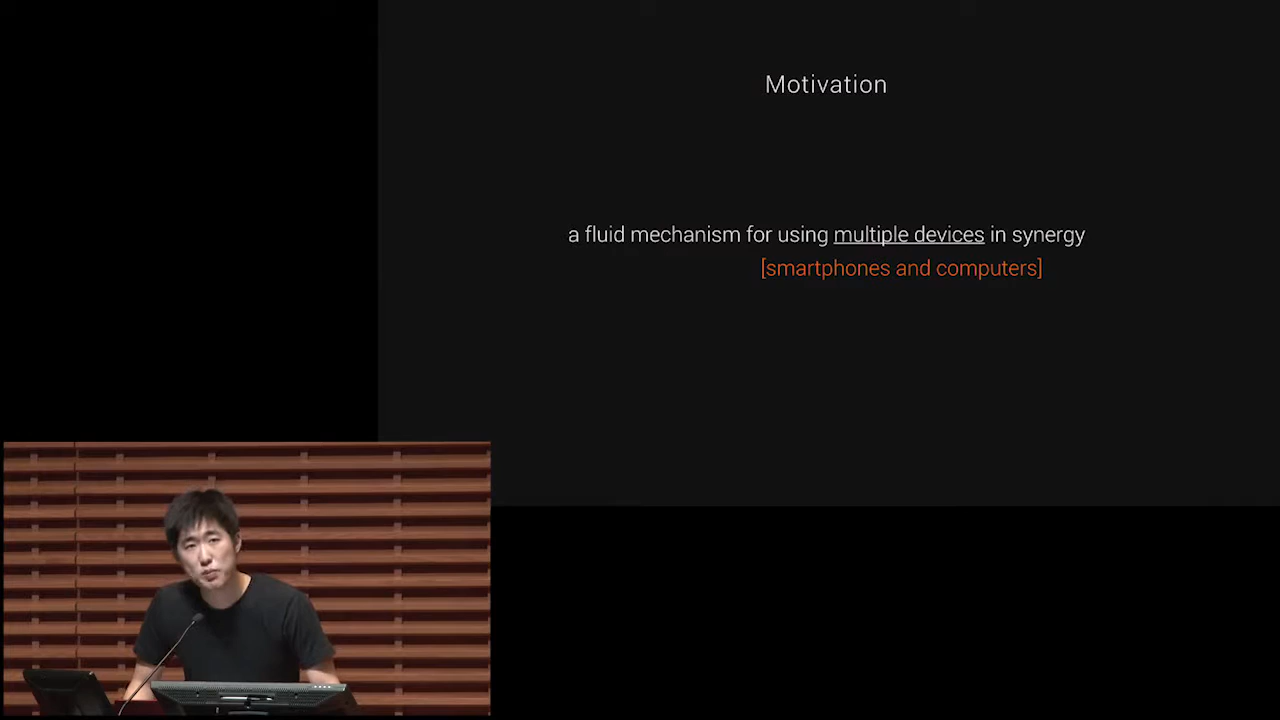 Motivation
a fluid mechanism for using multiple devices in synergy
[smartphones and computers]